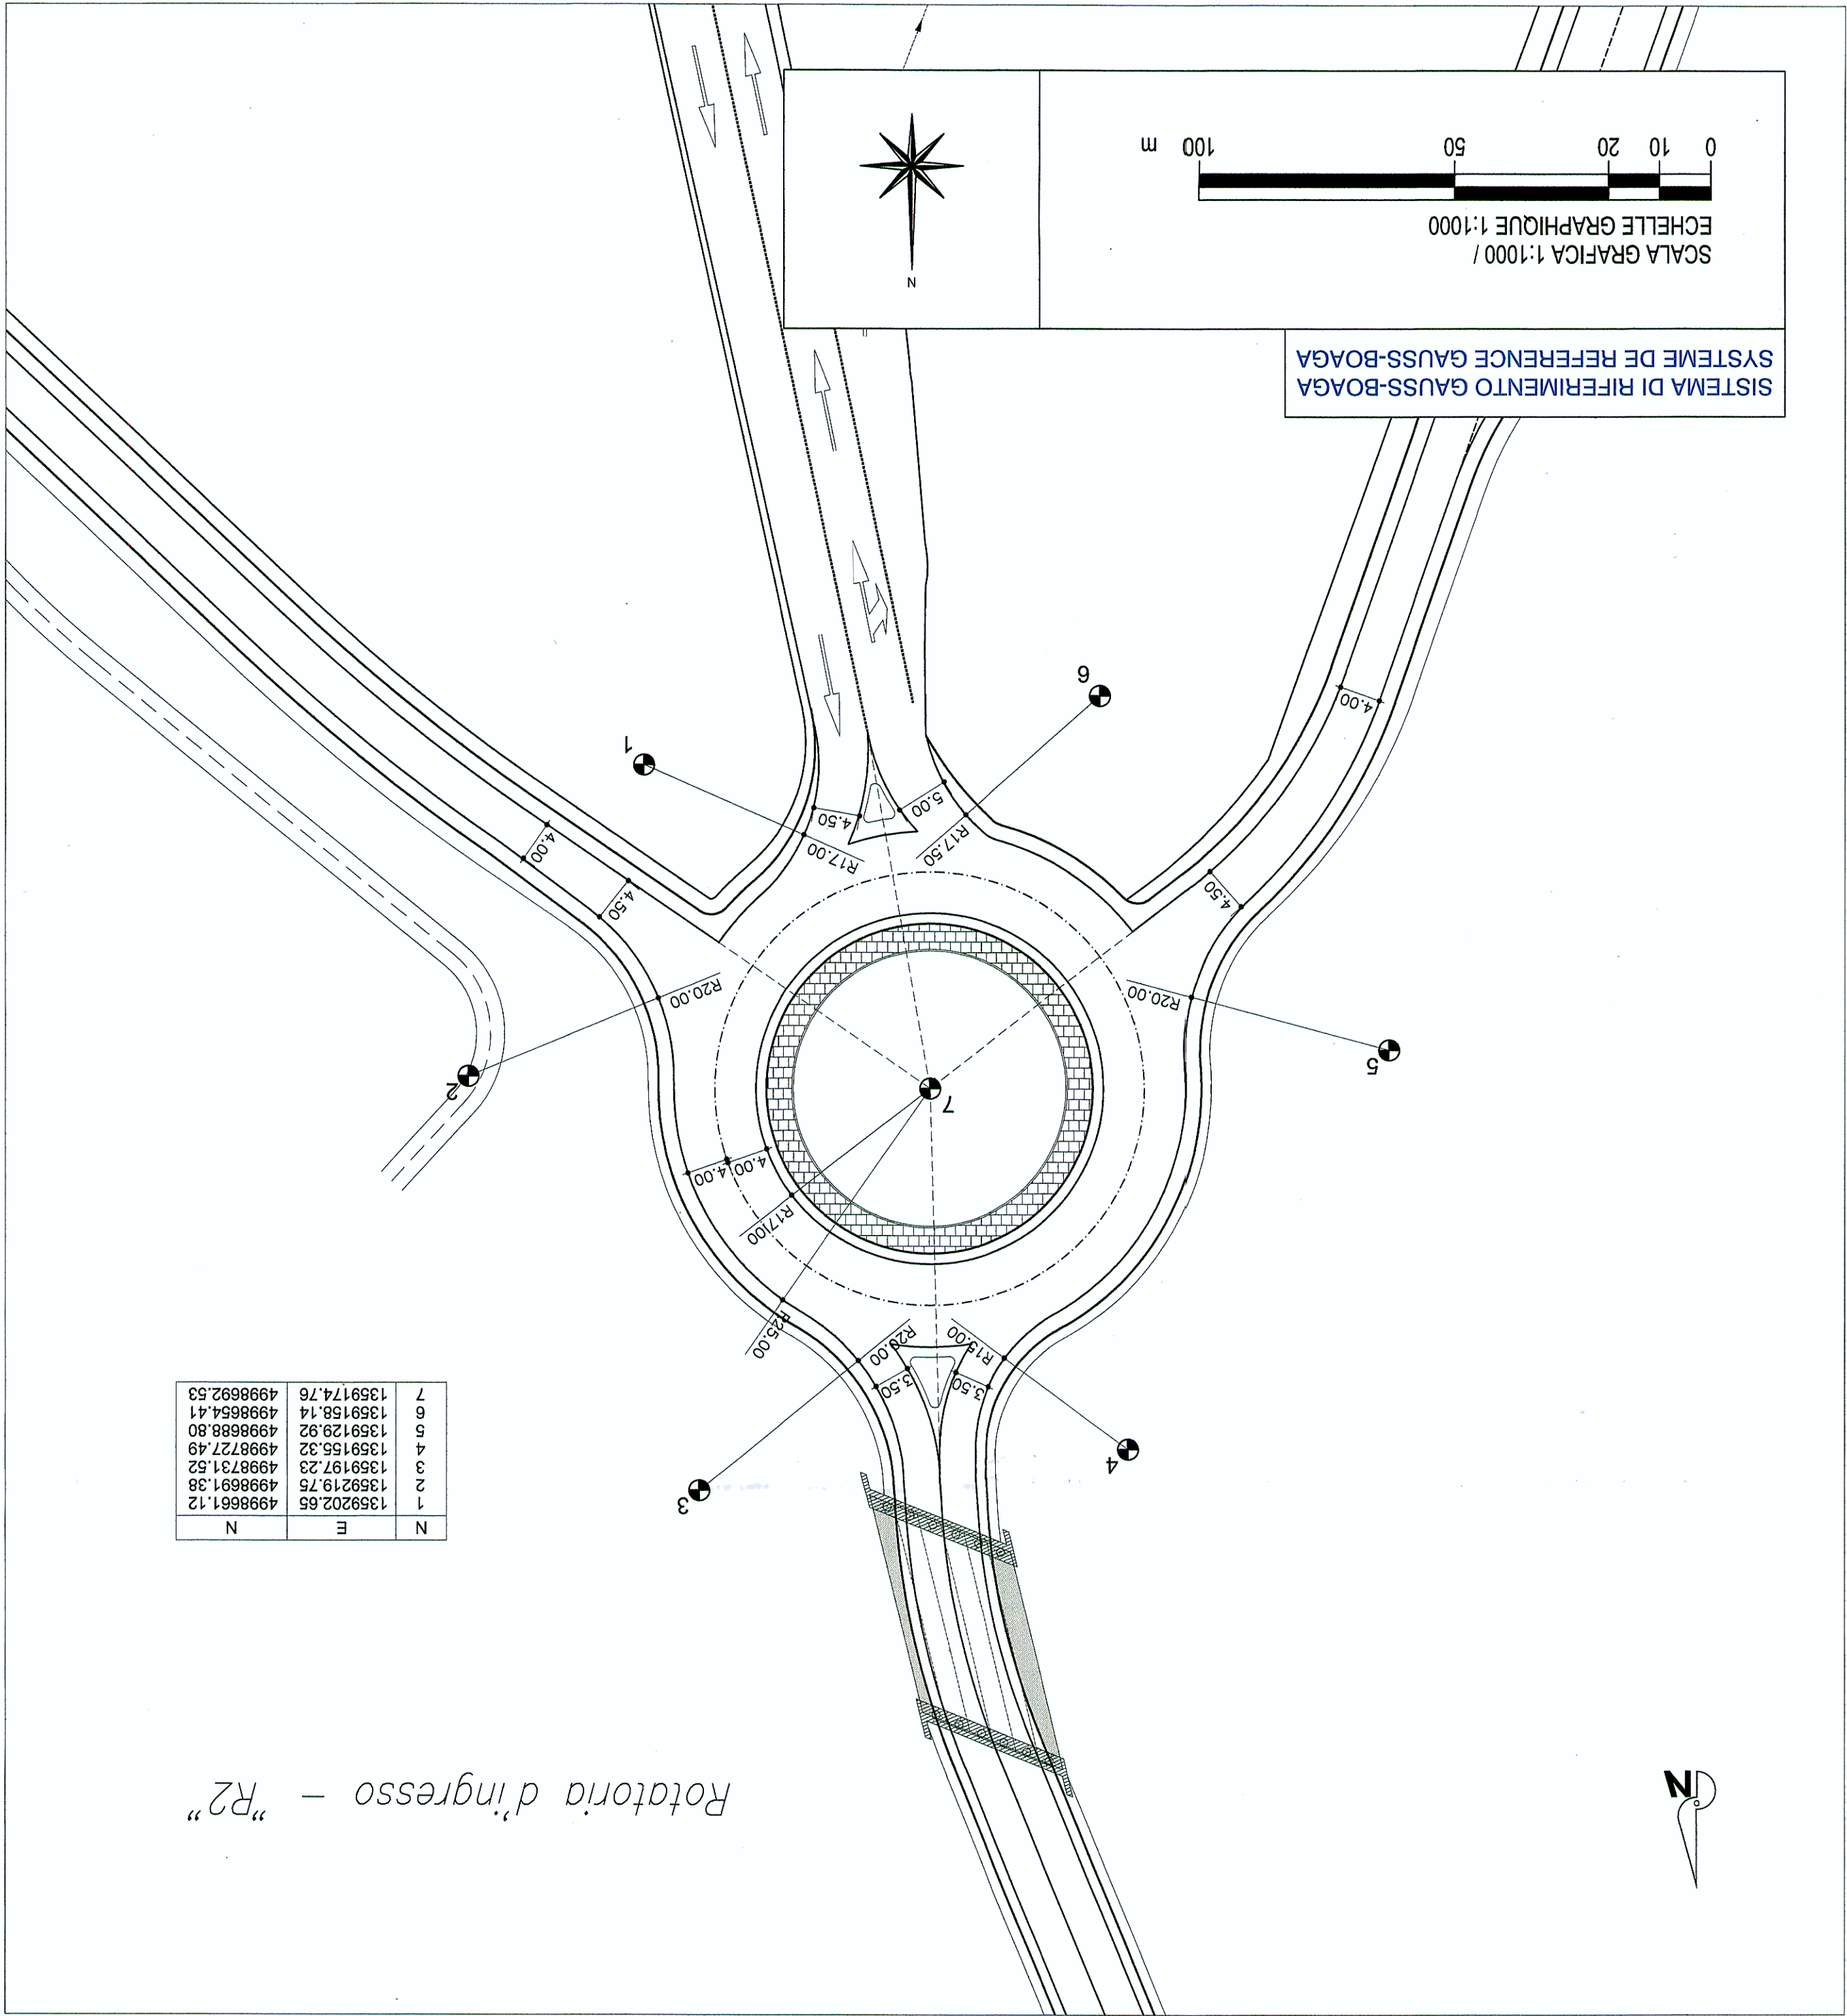 Rotatoria d'ingresso - "R2"
N
N E N
1 1359202.65 4998661.12
2 1359219.75 4998691.38
3 1359197.23 4998731.52
4 1359155.32 4998727.49
5 1359129.92 4998688.80
6 1359158.14 4998654.41
7 1359174.76 4998692.53
3
4
3.50
3.50
R15.00
R20.00
R25.00
R17.00
4.00
4.00
7
2
5
R20.00
R20.00
4.50
4.50
4.00
4.00
R17.50
R17.00
5.00
4.50
1
6
SISTEMA DI RIFERIMENTO GAUSS-BOAGA
SYSTEME DE REFERENCE GAUSS-BOAGA
SCALA GRAFICA 1:1000 /
ECHELLE GRAPHIQUE 1:1000
0 10 20 50 100 m
N